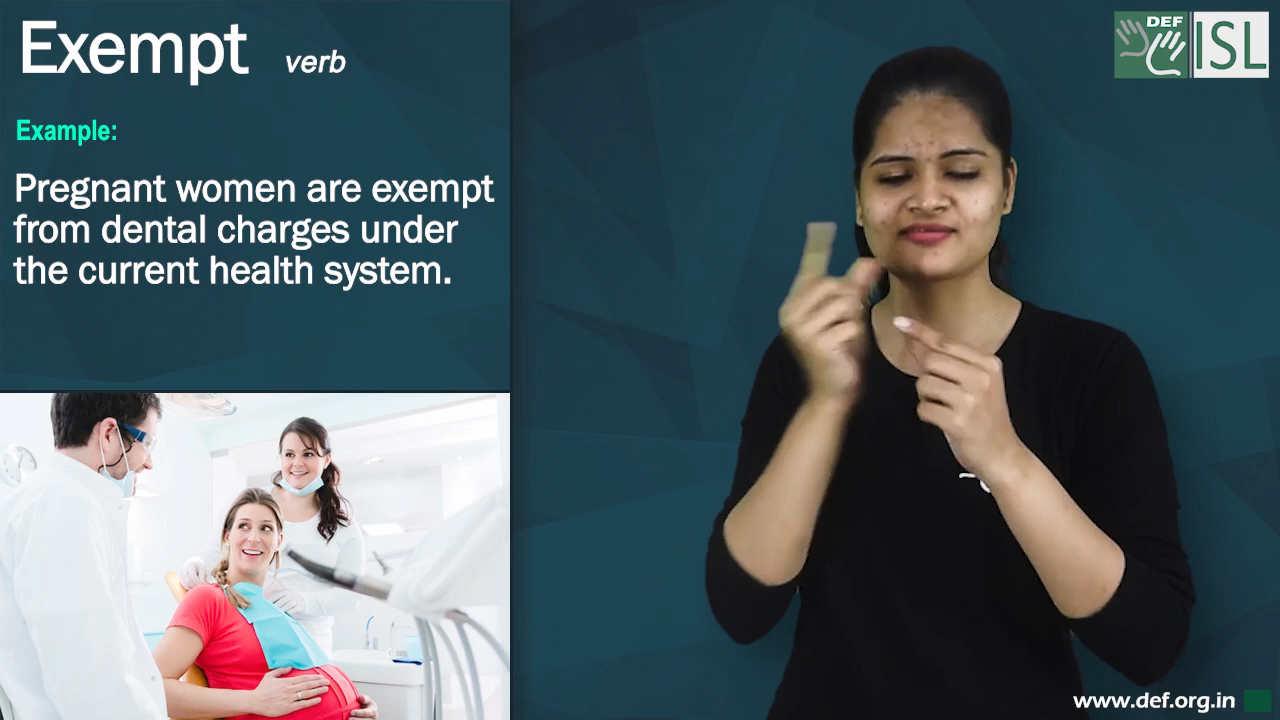 Exempt verb
Example:
Pregnant women are exempt
from dental charges under
the current health system.
DEF
ISL
www.def.org.in